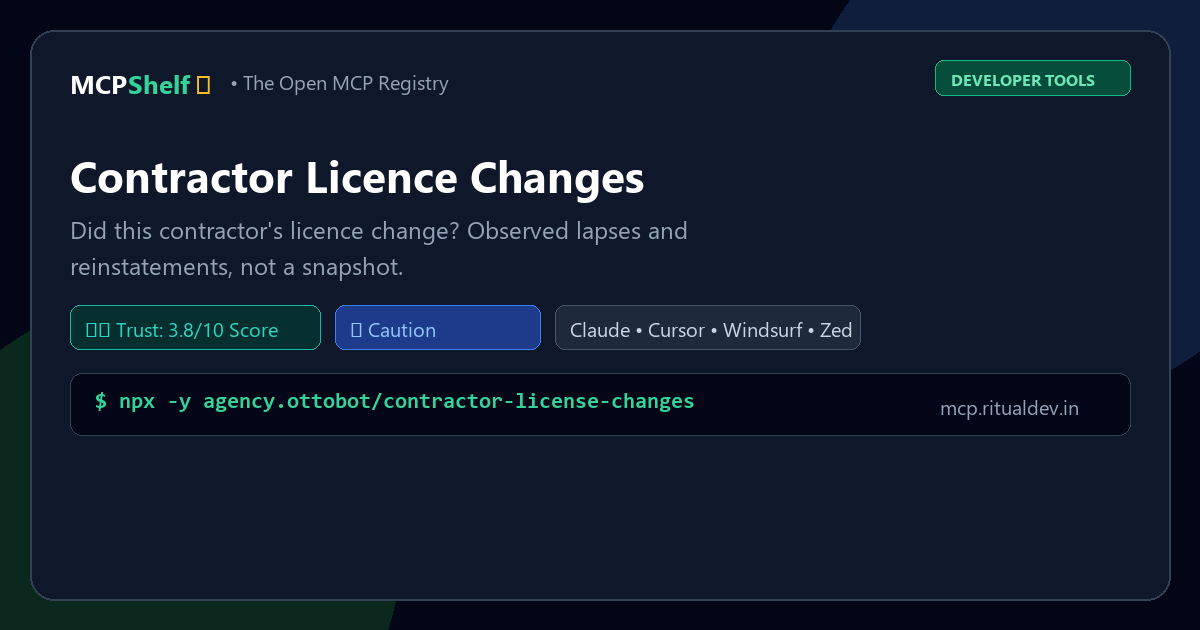 MCPShelf • The Open MCP Registry
DEVELOPER TOOLS
Contractor Licence Changes
Did this contractor's licence change? Observed lapses and
reinstatements, not a snapshot.
Trust: 3.8/10 Score
Caution
Claude • Cursor • Windsurf • Zed
$ npx -y agency.ottobot/contractor-license-changes
mcp.ritualdev.in